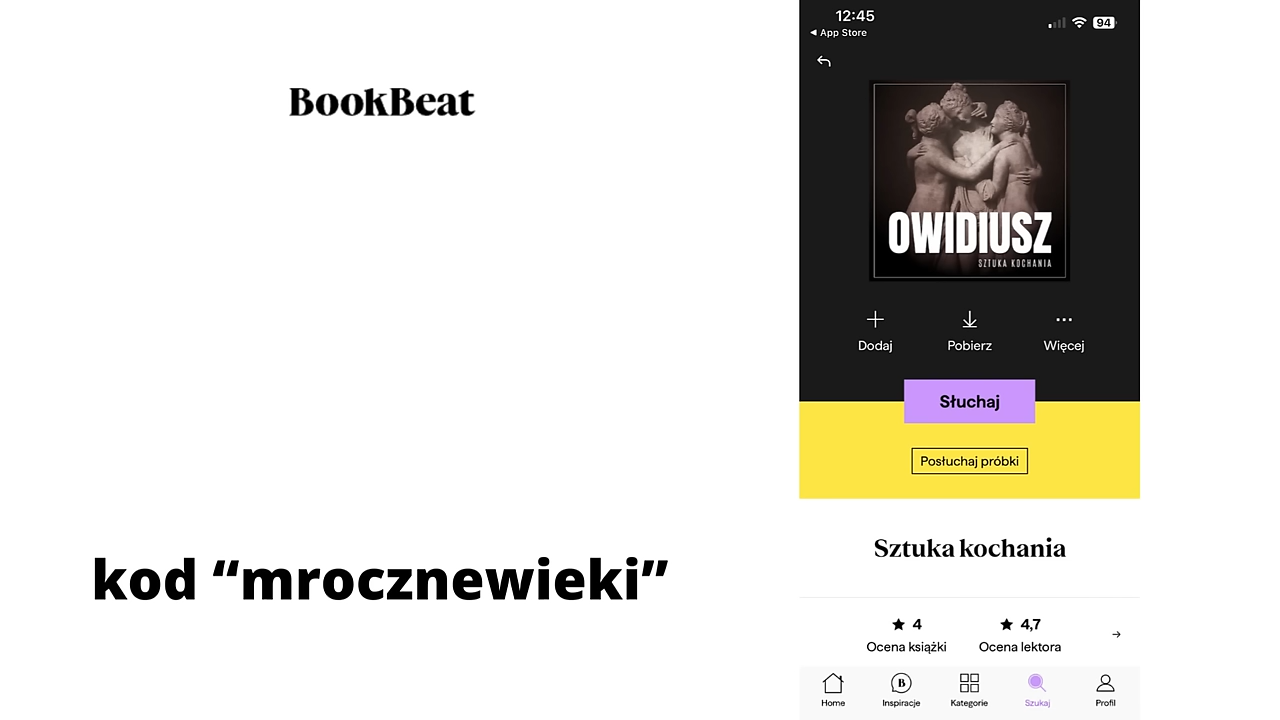 BookBeat
kod “mrocznewieki”
12:45
94
◄ App Store
OWIDIUSZ
SZTUKA KOCHANIA
Dodaj
Pobierz
Więcej
Słuchaj
Posłuchaj próbki
Sztuka kochania
★ 4
★ 4,7
Ocena książki
Ocena lektora
→
B
Home
Inspiracje
Kategorie
Szukaj
Profil